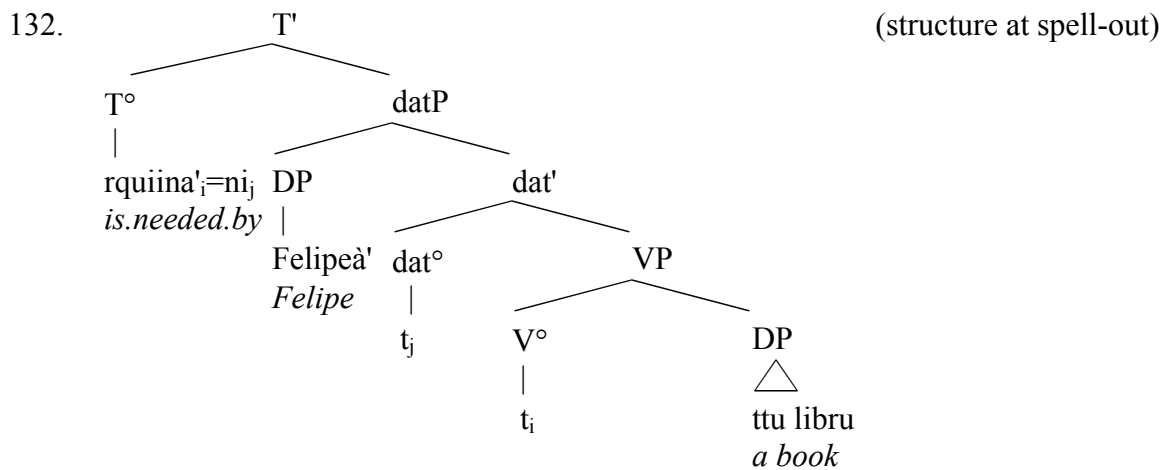 132. T' (structure at spell-out)
T° datP
rquiina'ᵢ=niⱼ DP dat'
is.needed.by
Felipeà' dat° VP
Felipe
tⱼ V° DP
tᵢ ttu libru
a book